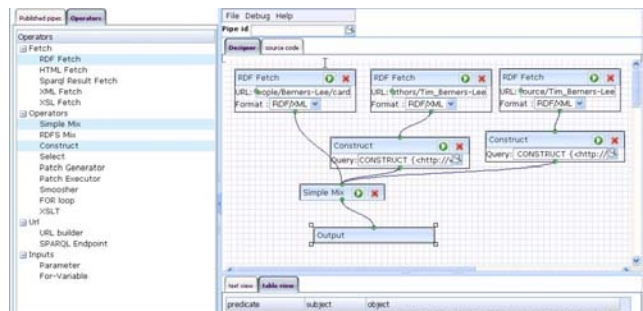 Published pipes Operators
Operators
Fetch
RDF Fetch
HTML Fetch
Sparql Result Fetch
XML Fetch
XSL Fetch
Operators
Simple Mix
RDFS Mix
Construct
Select
Patch Generator
Patch Executor
Smoosher
FOR loop
XSLT
Url
URL builder
SPARQL Endpoint
Inputs
Parameter
For-Variable
File Debug Help
Pipe id
Designer source code
RDF Fetch
URL: ople/Berners-Lee/card
Format : RDF/XML
RDF Fetch
URL: thors/Tim_Berners-Lee
Format : RDF/XML
RDF Fetch
URL: ource/Tim_Berners-Lee
Format : RDF/XML
Construct
Query: CONSTRUCT {<http://
Construct
Query: CONSTRUCT {<http://
Simple Mix
Output
text view table view
predicate subject object